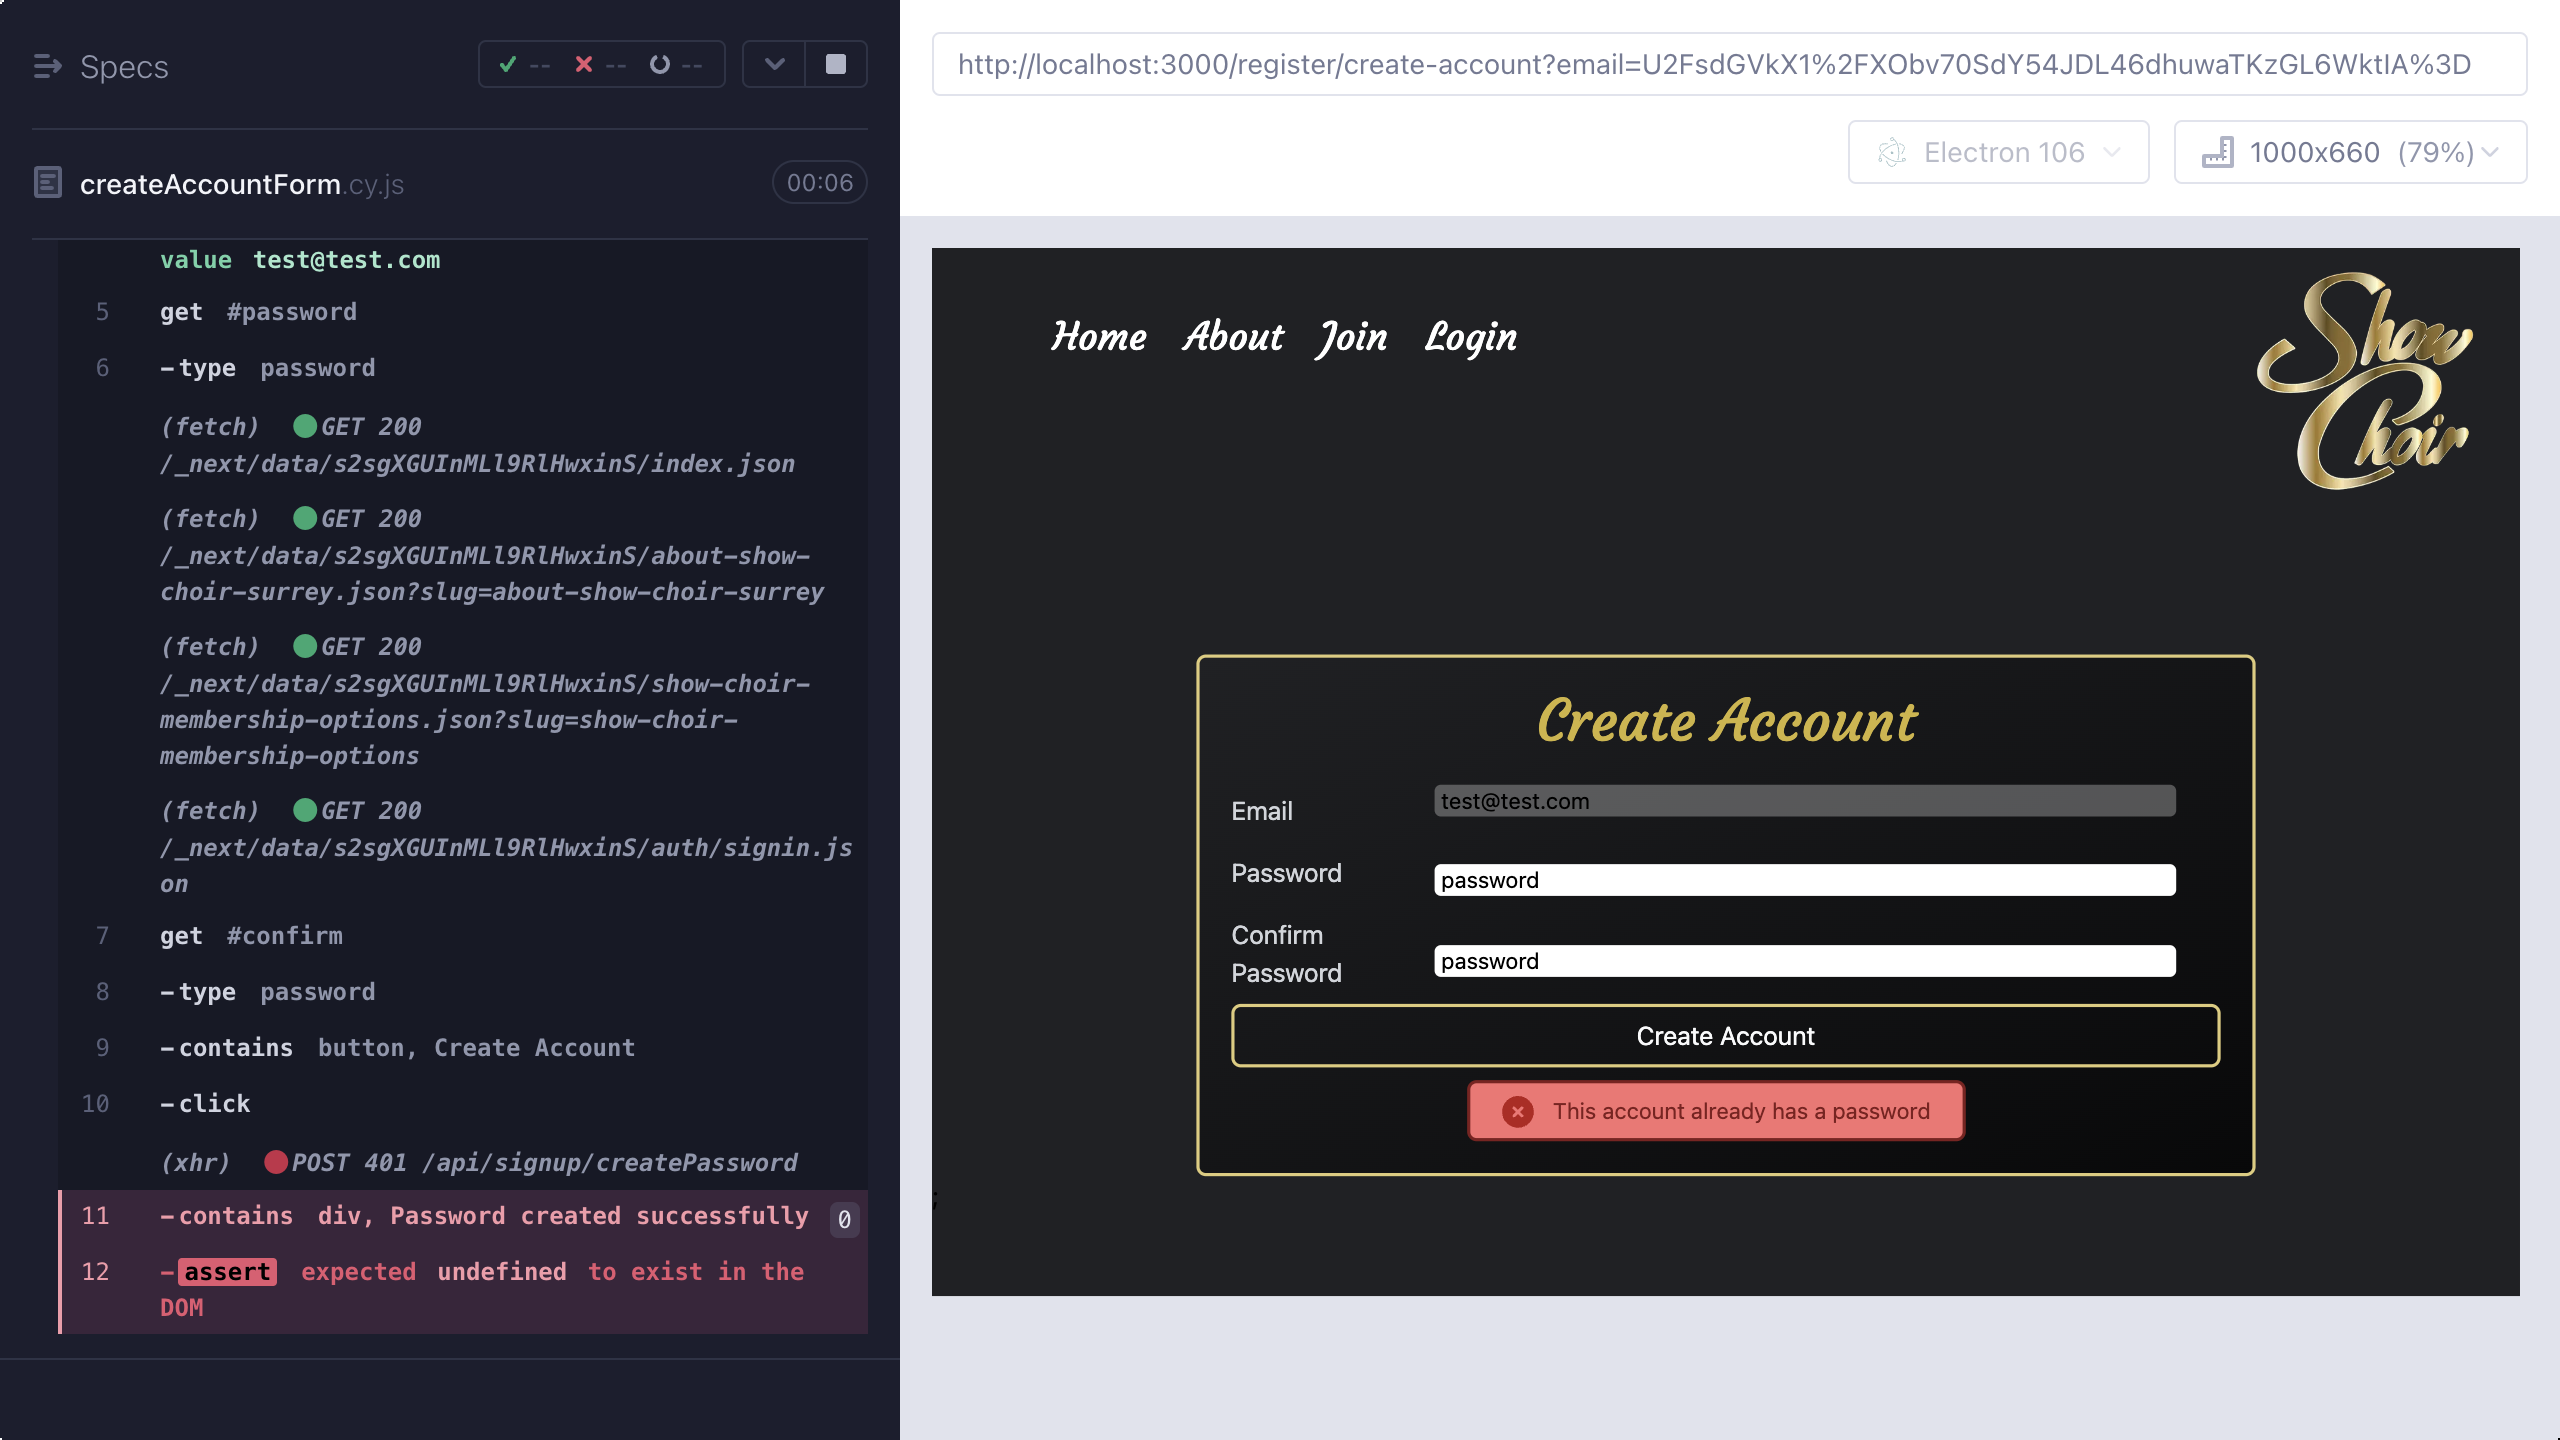 Specs
-- -- --
createAccountForm.cy.js
00:06
value test@test.com
5 get #password
6 -type password
(fetch) GET 200
/_next/data/s2sgXGUInMLl9RlHwxinS/index.json
(fetch) GET 200
/_next/data/s2sgXGUInMLl9RlHwxinS/about-show-
choir-surrey.json?slug=about-show-choir-surrey
(fetch) GET 200
/_next/data/s2sgXGUInMLl9RlHwxinS/show-choir-
membership-options.json?slug=show-choir-
membership-options
(fetch) GET 200
/_next/data/s2sgXGUInMLl9RlHwxinS/auth/signin.js
on
7 get #confirm
8 -type password
9 -contains button, Create Account
10 -click
(xhr) POST 401 /api/signup/createPassword
11 -contains div, Password created successfully 0
12 -assert expected undefined to exist in the
DOM
http://localhost:3000/register/create-account?email=U2FsdGVkX1%2FXObv70SdY54JDL46dhuwaTKzGL6WktIA%3D
Electron 106
1000x660 (79%)
Home About Join Login
Show
Choir
Create Account
Email
test@test.com
Password
password
Confirm
Password
password
Create Account
This account already has a password
;